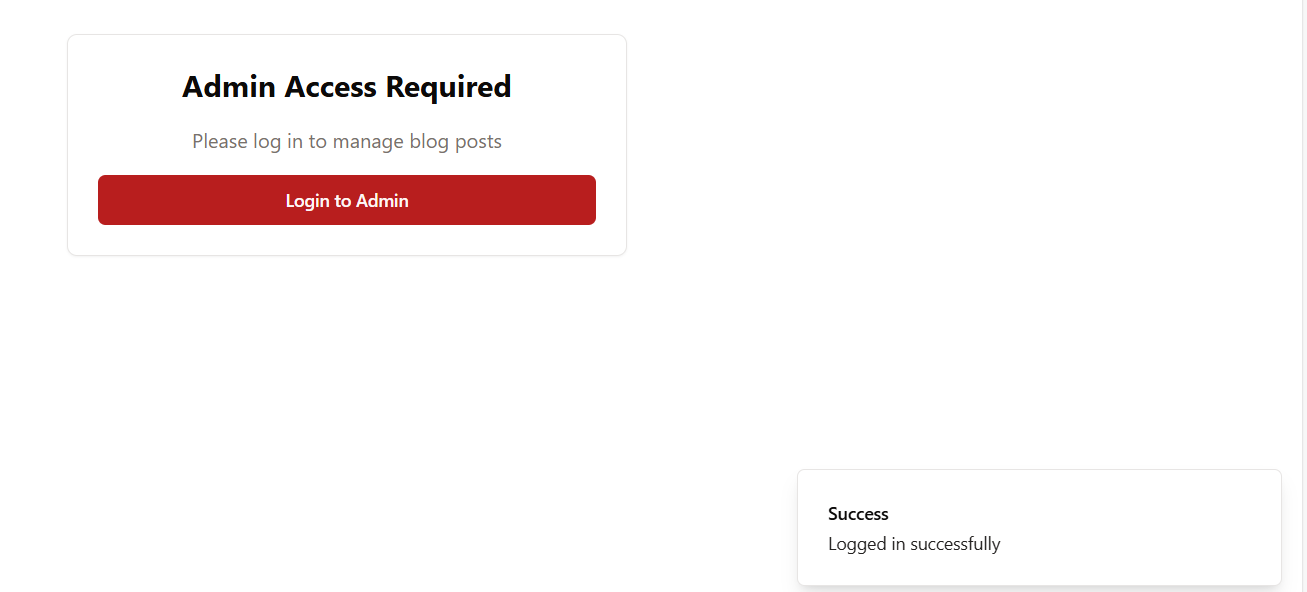 Admin Access Required
Please log in to manage blog posts
Login to Admin
Success
Logged in successfully